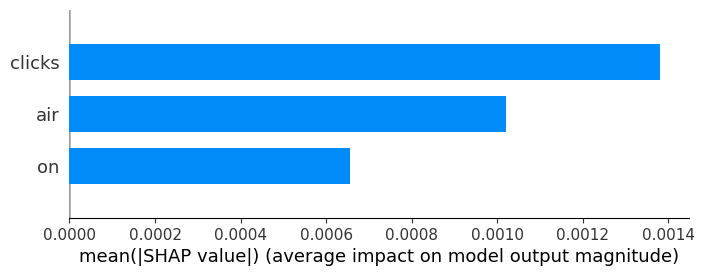 clicks
air
on
0.0000 0.0002 0.0004 0.0006 0.0008 0.0010 0.0012 0.0014
mean(|SHAP value|) (average impact on model output magnitude)